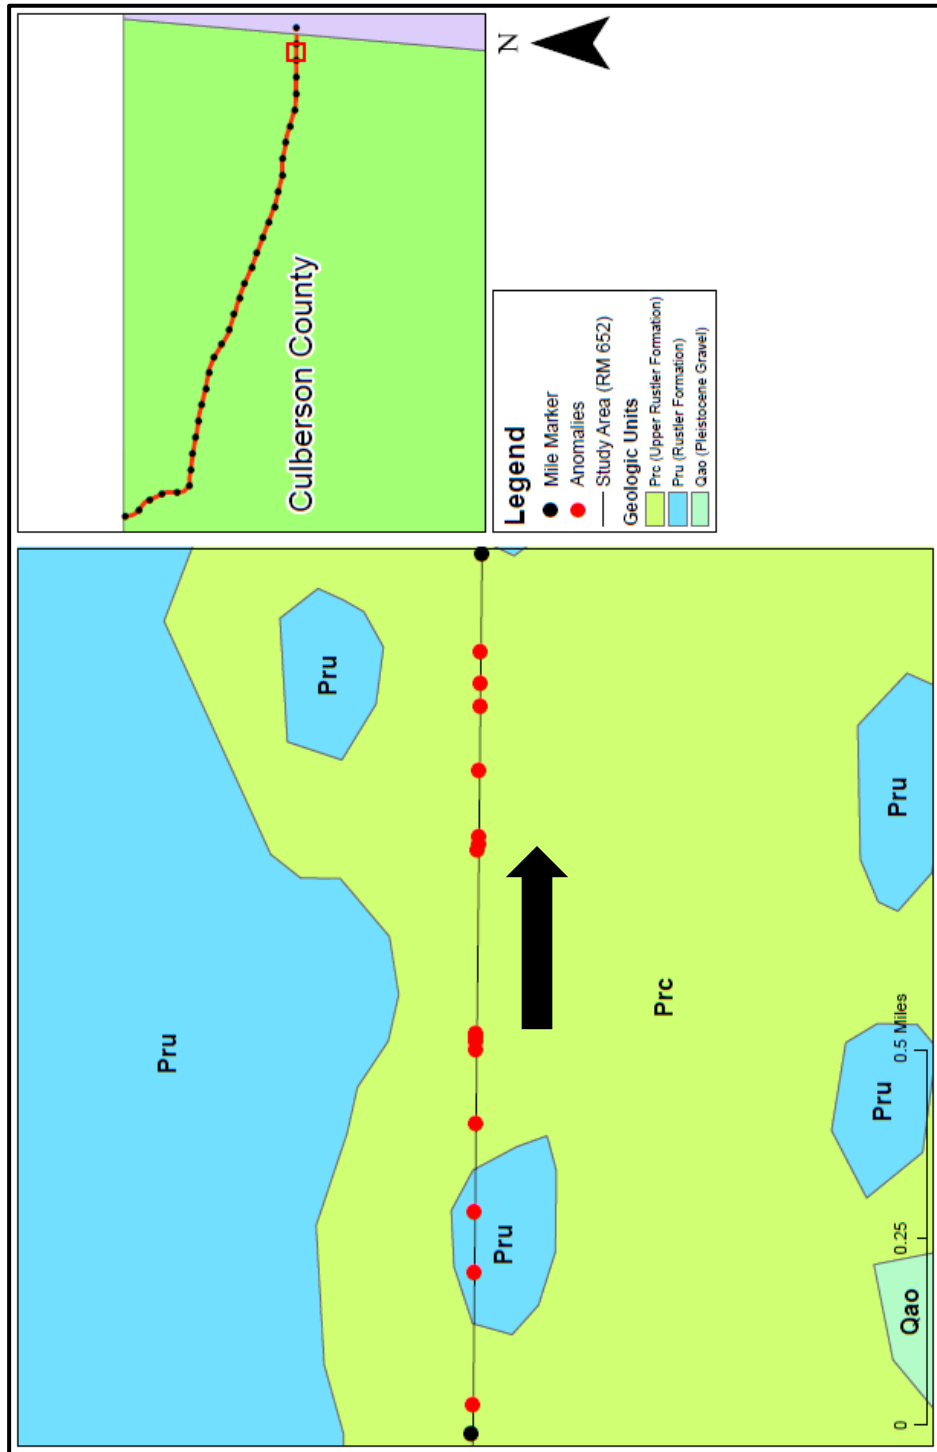 Culberson County
N
Legend
Mile Marker
Anomalies
Study Area (RM 652)
Geologic Units
Prc (Upper Rustler Formation)
Pru (Rustler Formation)
Qao (Pleistocene Gravel)
Pru
Pru
Pru
Prc
Pru
Pru
Qao
0 0.25 0.5 Miles